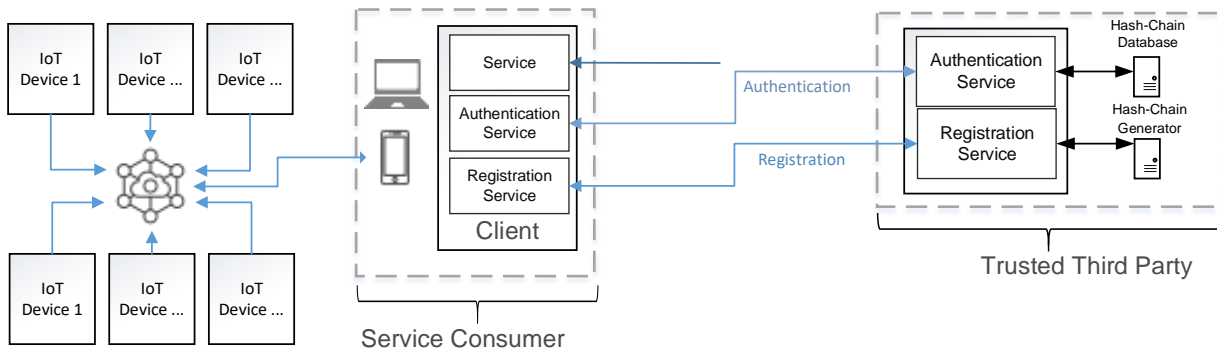 IoT
Device 1
IoT
Device ...
IoT
Device ...
IoT
Device 1
IoT
Device ...
IoT
Device ...
Service
Authentication
Service
Registration
Service
Client
Service Consumer
Authentication
Registration
Authentication
Service
Registration
Service
Hash-Chain
Database
Hash-Chain
Generator
Trusted Third Party